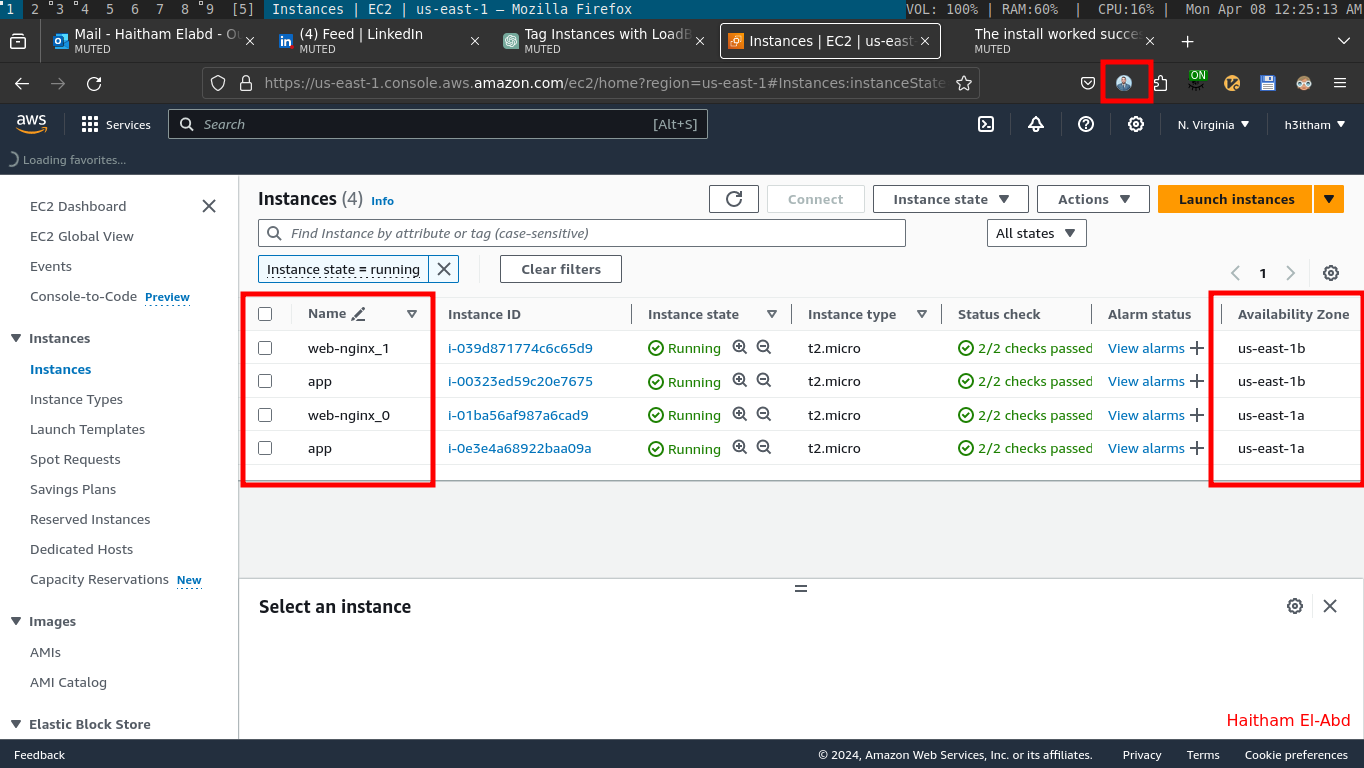 1 2 3 4 5 6 7 8 9 [5] Instances | EC2 | us-east-1 — Mozilla Firefox VOL: 100% | RAM:60% | CPU:16% | Mon Apr 08 12:25:13 AM
Mail - Haitham Elabd - Ou
MUTED
(4) Feed | LinkedIn
MUTED
Tag Instances with LoadB
MUTED
Instances | EC2 | us-east-
The install worked succes
MUTED
https://us-east-1.console.aws.amazon.com/ec2/home?region=us-east-1#Instances:instanceState
ON
aws Services Search [Alt+S] N. Virginia h3itham
Loading favorites...
EC2 Dashboard
EC2 Global View
Events
Console-to-Code Preview
Instances
Instances
Instance Types
Launch Templates
Spot Requests
Savings Plans
Reserved Instances
Dedicated Hosts
Capacity Reservations New
Images
AMIs
AMI Catalog
Elastic Block Store
Instances (4) Info Connect Instance state Actions Launch instances
Find Instance by attribute or tag (case-sensitive) All states
Instance state = running Clear filters
1
Name Instance ID Instance state Instance type Status check Alarm status Availability Zone
web-nginx_1 i-039d871774c6c65d9 Running t2.micro 2/2 checks passed View alarms us-east-1b
app i-00323ed59c20e7675 Running t2.micro 2/2 checks passed View alarms us-east-1b
web-nginx_0 i-01ba56af987a6cad9 Running t2.micro 2/2 checks passed View alarms us-east-1a
app i-0e3e4a68922baa09a Running t2.micro 2/2 checks passed View alarms us-east-1a
Select an instance
Haitham El-Abd
Feedback © 2024, Amazon Web Services, Inc. or its affiliates. Privacy Terms Cookie preferences